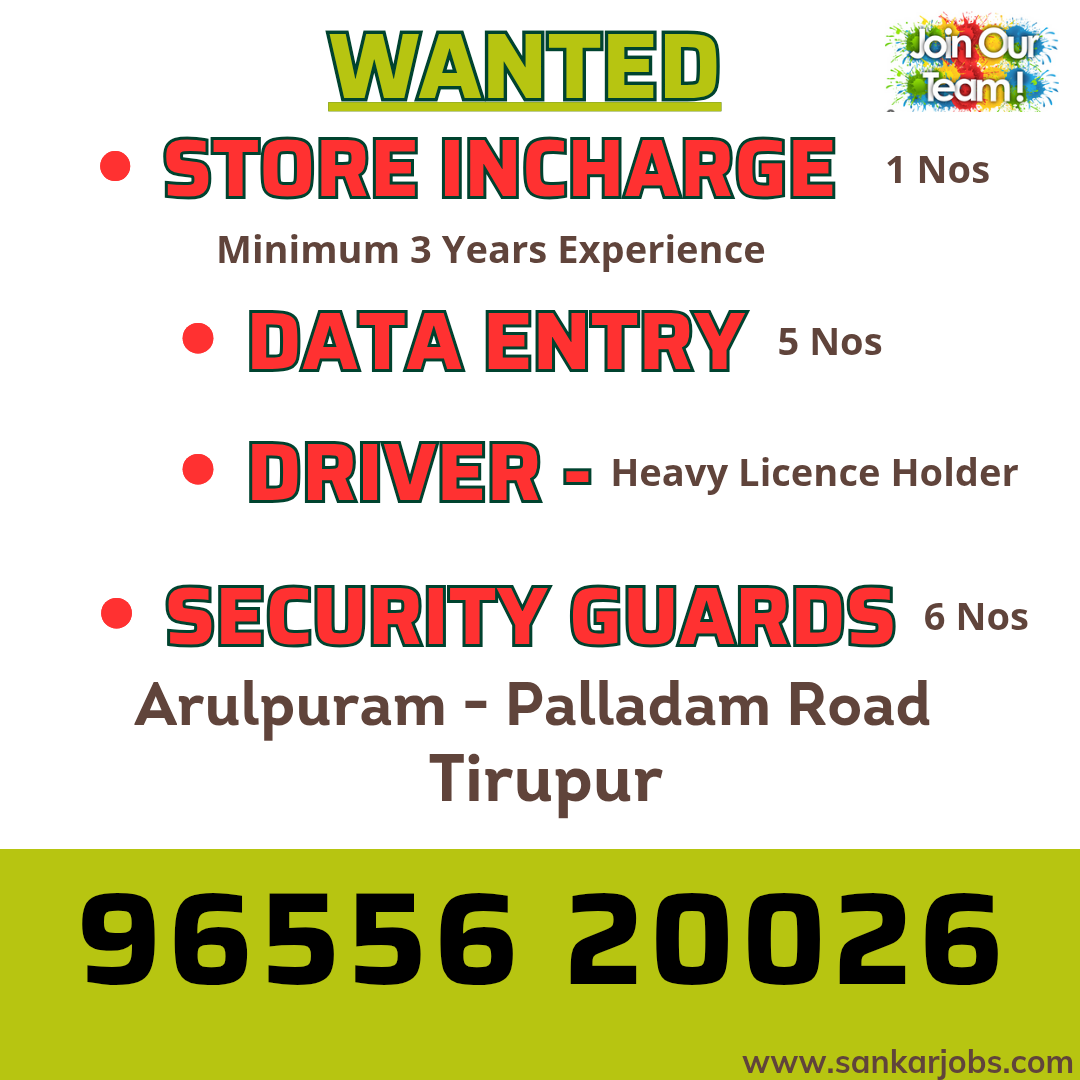 WANTED
Join Our
Team !
• STORE INCHARGE 1 Nos
Minimum 3 Years Experience
• DATA ENTRY 5 Nos
• DRIVER - Heavy Licence Holder
• SECURITY GUARDS 6 Nos
Arulpuram - Palladam Road
Tirupur
96556 20026
www.sankarjobs.com